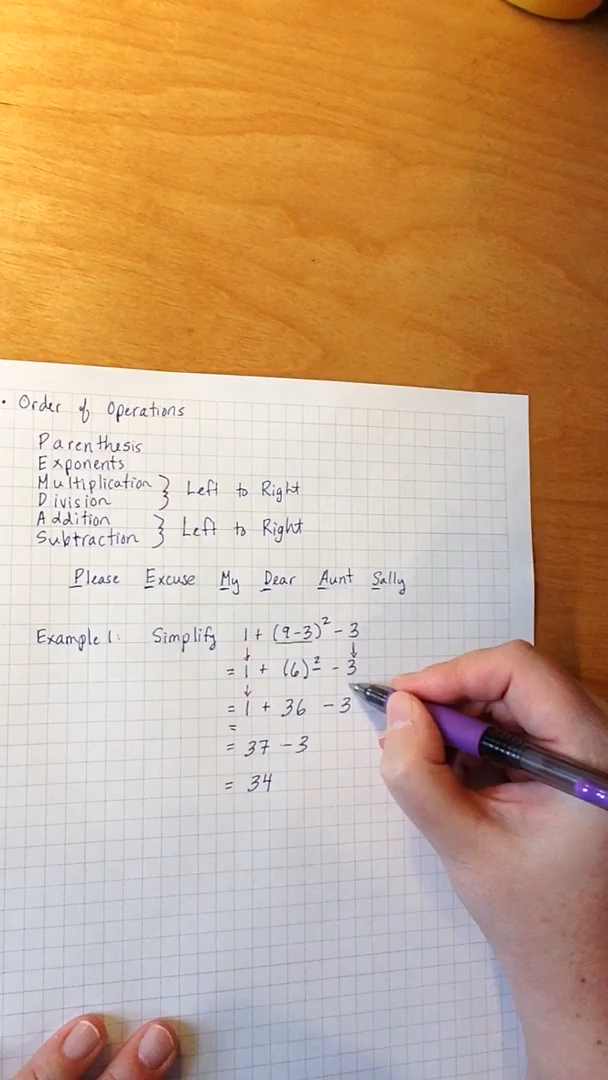 • Order of Operations
Parenthesis
Exponents
Multiplication } Left to Right
Division
Addition } Left to Right
Subtraction
Please Excuse My Dear Aunt Sally
Example 1: Simplify 1 + (9-3)² - 3
= 1 + (6)² - 3
= 1 + 36 - 3
=
= 37 - 3
= 34